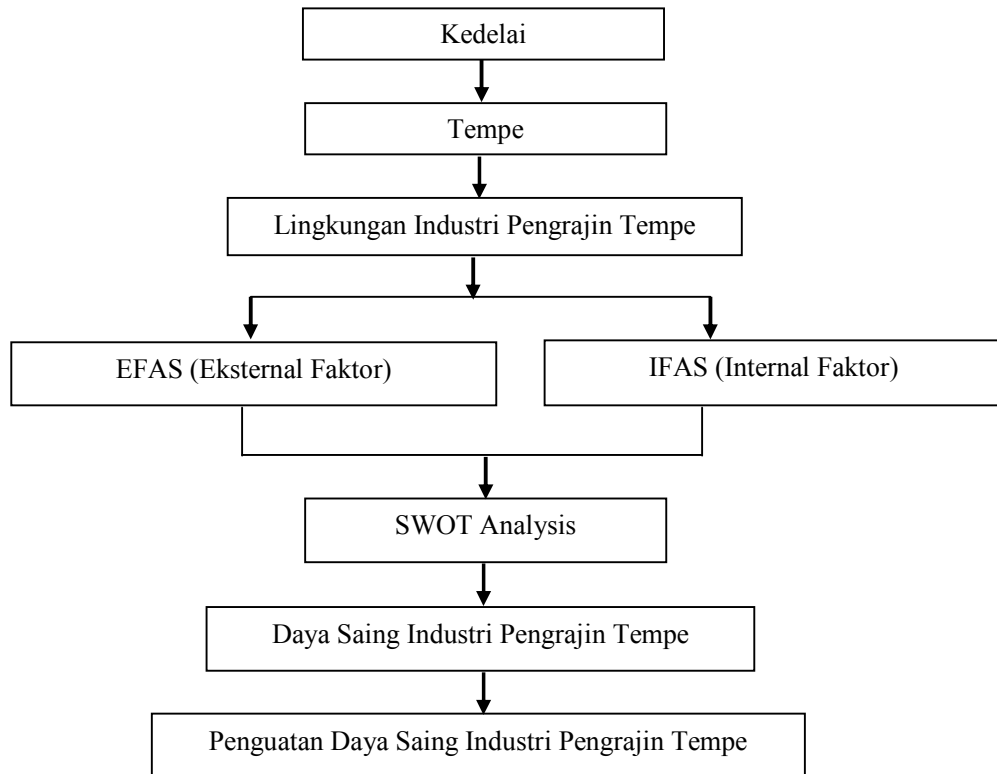 Kedelai
Tempe
Lingkungan Industri Pengrajin Tempe
EFAS (Eksternal Faktor)
IFAS (Internal Faktor)
SWOT Analysis
Daya Saing Industri Pengrajin Tempe
Penguatan Daya Saing Industri Pengrajin Tempe